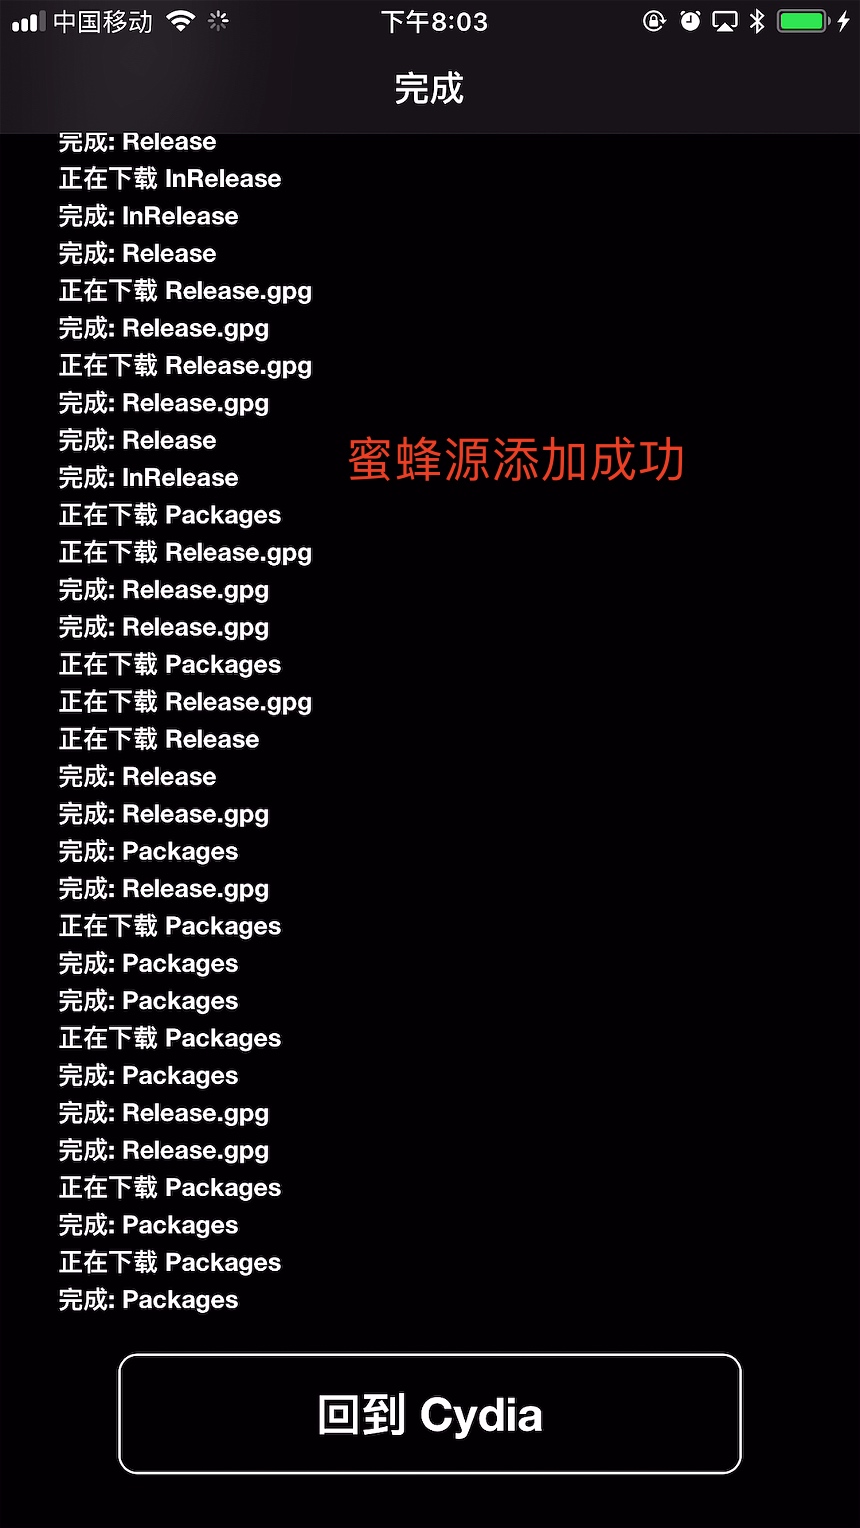 中国移动 下午8:03
完成
完成: Release
正在下载 InRelease
完成: InRelease
完成: Release
正在下载 Release.gpg
完成: Release.gpg
正在下载 Release.gpg
完成: Release.gpg
完成: Release
蜜蜂源添加成功
完成: InRelease
正在下载 Packages
正在下载 Release.gpg
完成: Release.gpg
完成: Release.gpg
正在下载 Packages
正在下载 Release.gpg
正在下载 Release
完成: Release
完成: Release.gpg
完成: Packages
完成: Release.gpg
正在下载 Packages
完成: Packages
完成: Packages
正在下载 Packages
完成: Packages
完成: Release.gpg
完成: Release.gpg
正在下载 Packages
完成: Packages
正在下载 Packages
完成: Packages
回到 Cydia